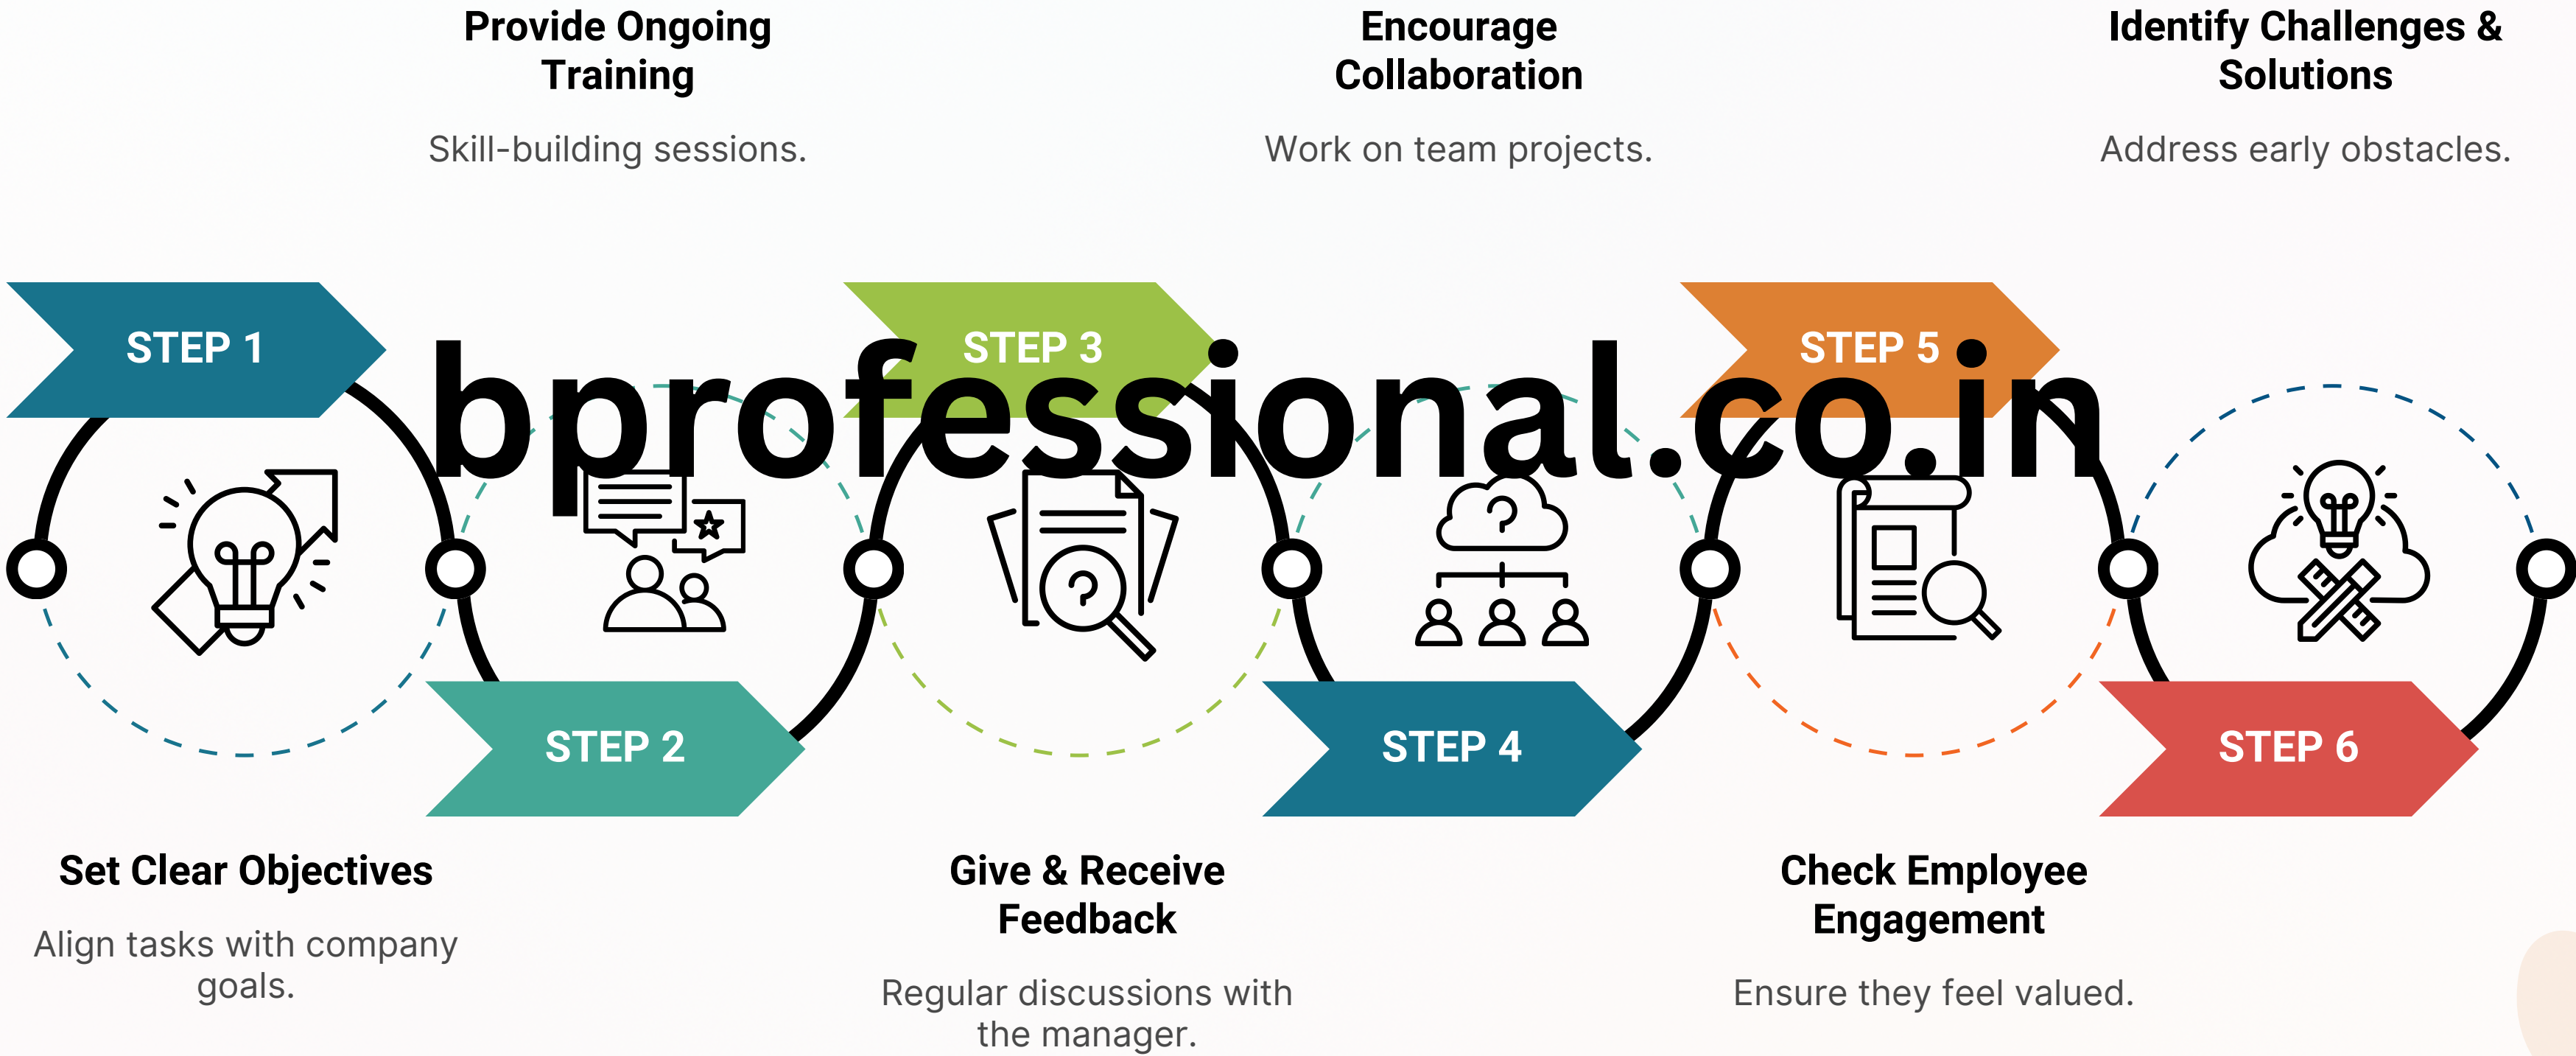 Provide Ongoing
Training
Skill-building sessions.
Encourage
Collaboration
Work on team projects.
Identify Challenges &
Solutions
Address early obstacles.
STEP 1
STEP 3
STEP 5
bprofessional.co.in
?
?
STEP 2
STEP 4
STEP 6
Set Clear Objectives
Align tasks with company
goals.
Give & Receive
Feedback
Regular discussions with
the manager.
Check Employee
Engagement
Ensure they feel valued.